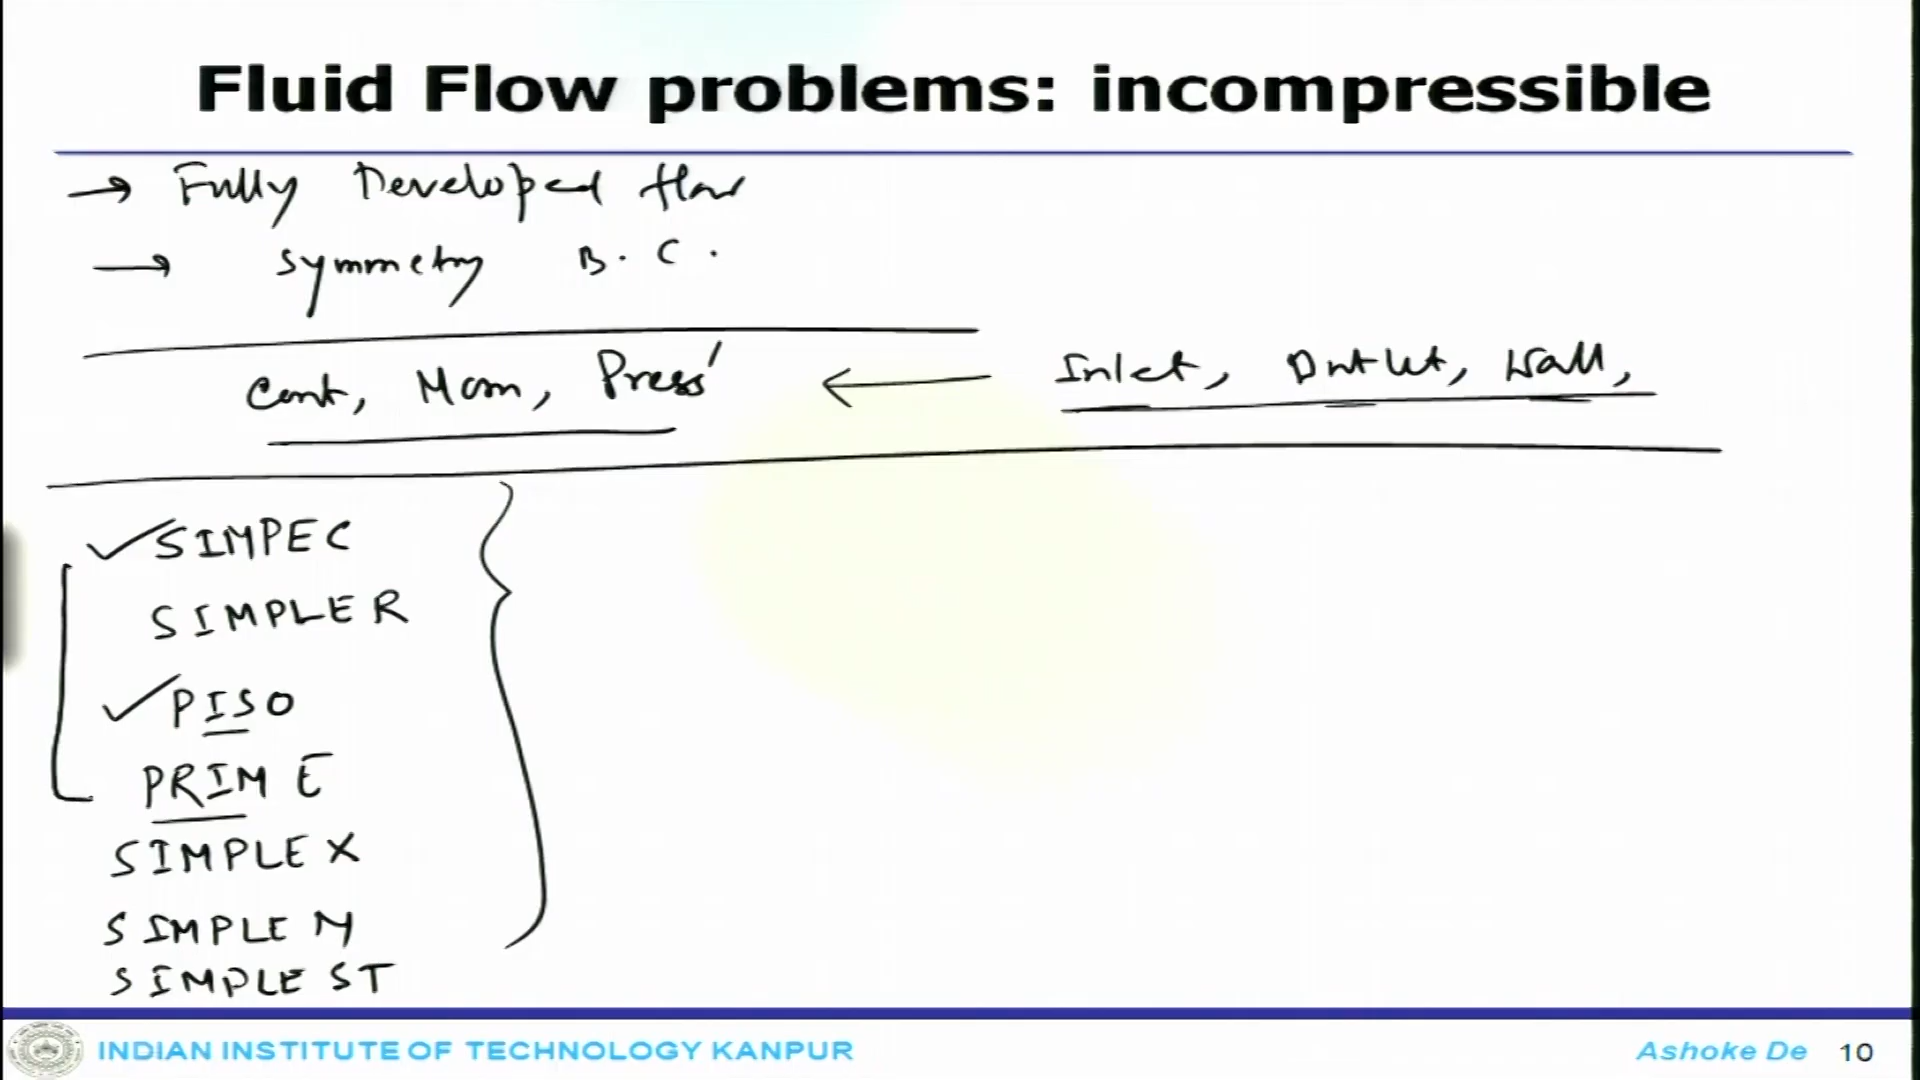 Fluid Flow problems: incompressible
→ Fully Developed flow
→ Symmetry B.C.
Cont, Mom, Press' ← Inlet, Outlet, Wall,
✓SIMPEC
SIMPLER
✓PISO
PRIME
SIMPLEX
SIMPLEM
SIMPLEST
INDIAN INSTITUTE OF TECHNOLOGY KANPUR
Ashoke De 10